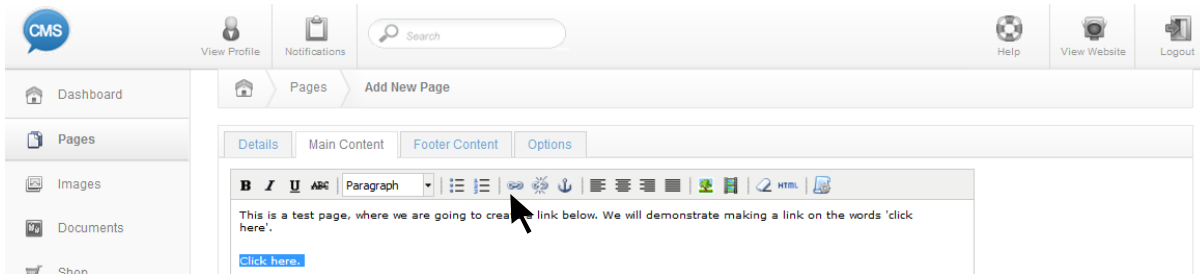 CMS
View Profile
Notifications
Search
Help
View Website
Logout
Dashboard
Pages
Add New Page
Pages
Details
Main Content
Footer Content
Options
Images
B I U ABC Paragraph HTML
This is a test page, where we are going to create a link below. We will demonstrate making a link on the words 'click
here'.
Documents
Click here.
Shop